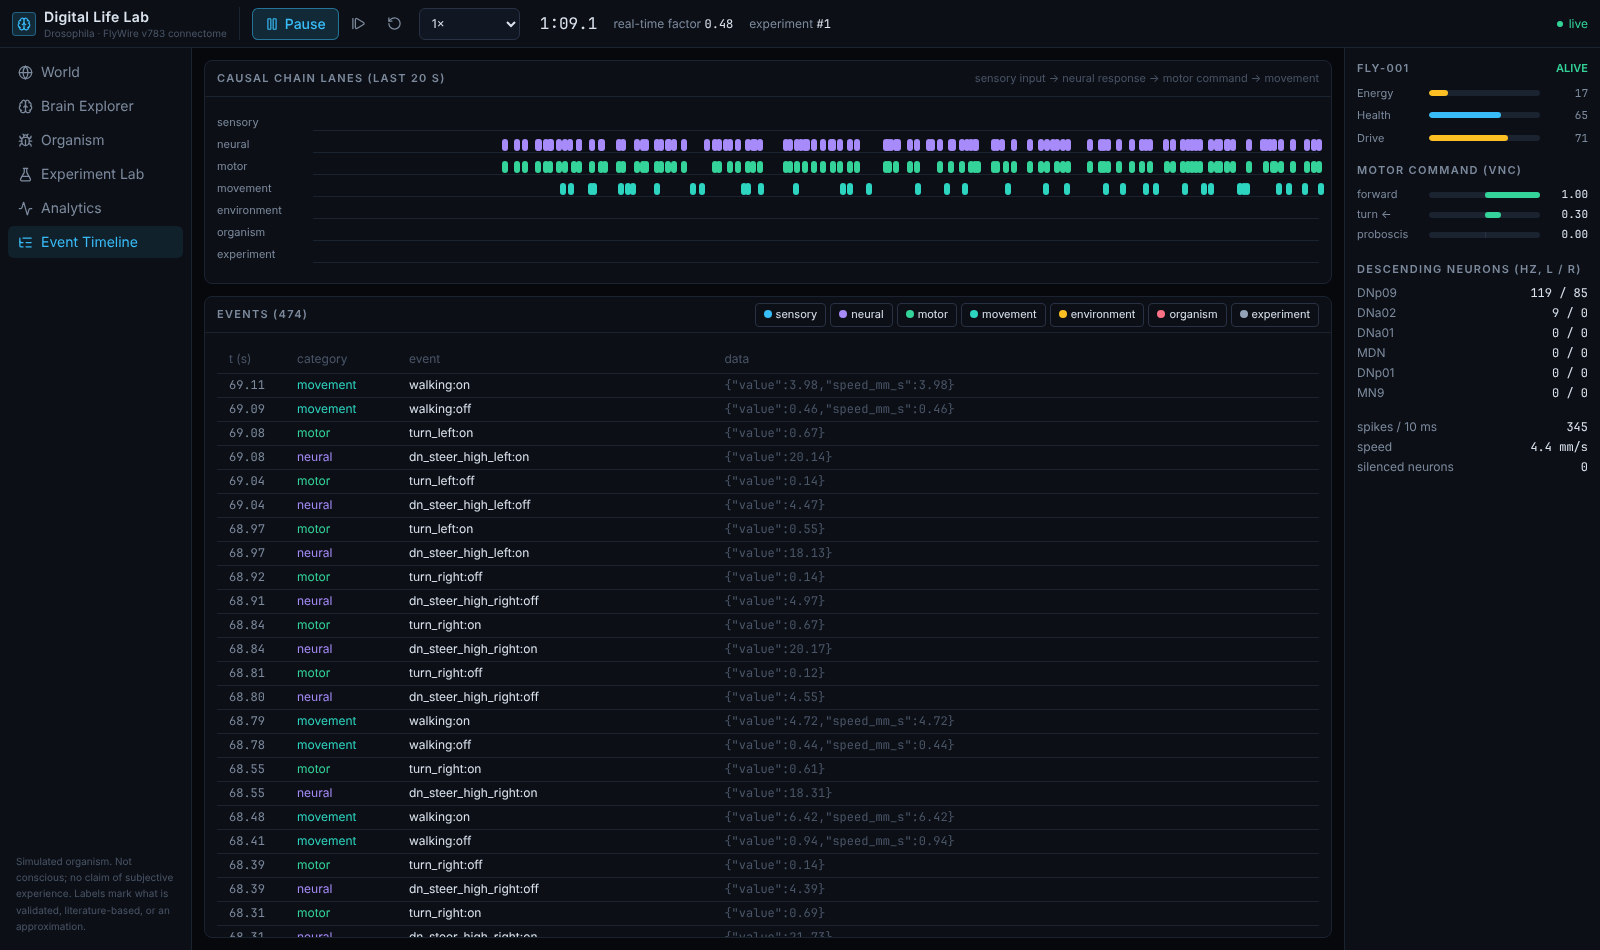 Digital Life Lab
Drosophila · FlyWire v783 connectome
Pause
1×
1:09.1
real-time factor 0.48
experiment #1
live
World
Brain Explorer
Organism
Experiment Lab
Analytics
Event Timeline
Simulated organism. Not
conscious; no claim of subjective
experience. Labels mark what is
validated, literature-based, or an
approximation.
CAUSAL CHAIN LANES (LAST 20 S)
sensory input → neural response → motor command → movement
sensory
neural
motor
movement
environment
organism
experiment
EVENTS (474)
sensory
neural
motor
movement
environment
organism
experiment
t (s) category event data
69.11 movement walking:on {"value":3.98,"speed_mm_s":3.98}
69.09 movement walking:off {"value":0.46,"speed_mm_s":0.46}
69.08 motor turn_left:on {"value":0.67}
69.08 neural dn_steer_high_left:on {"value":20.14}
69.04 motor turn_left:off {"value":0.14}
69.04 neural dn_steer_high_left:off {"value":4.47}
68.97 motor turn_left:on {"value":0.55}
68.97 neural dn_steer_high_left:on {"value":18.13}
68.92 motor turn_right:off {"value":0.14}
68.91 neural dn_steer_high_right:off {"value":4.97}
68.84 motor turn_right:on {"value":0.67}
68.84 neural dn_steer_high_right:on {"value":20.17}
68.81 motor turn_right:off {"value":0.12}
68.80 neural dn_steer_high_right:off {"value":4.55}
68.79 movement walking:on {"value":4.72,"speed_mm_s":4.72}
68.78 movement walking:off {"value":0.44,"speed_mm_s":0.44}
68.55 motor turn_right:on {"value":0.61}
68.55 neural dn_steer_high_right:on {"value":18.31}
68.48 movement walking:on {"value":6.42,"speed_mm_s":6.42}
68.41 movement walking:off {"value":0.94,"speed_mm_s":0.94}
68.39 motor turn_right:off {"value":0.14}
68.39 neural dn_steer_high_right:off {"value":4.39}
68.31 motor turn_right:on {"value":0.69}
68.31 neural dn_steer_high_right:on {"value":21.73}
FLY-001 ALIVE
Energy 17
Health 65
Drive 71
MOTOR COMMAND (VNC)
forward 1.00
turn ← 0.30
proboscis 0.00
DESCENDING NEURONS (HZ, L / R)
DNp09 119 / 85
DNa02 9 / 0
DNa01 0 / 0
MDN 0 / 0
DNp01 0 / 0
MN9 0 / 0
spikes / 10 ms 345
speed 4.4 mm/s
silenced neurons 0